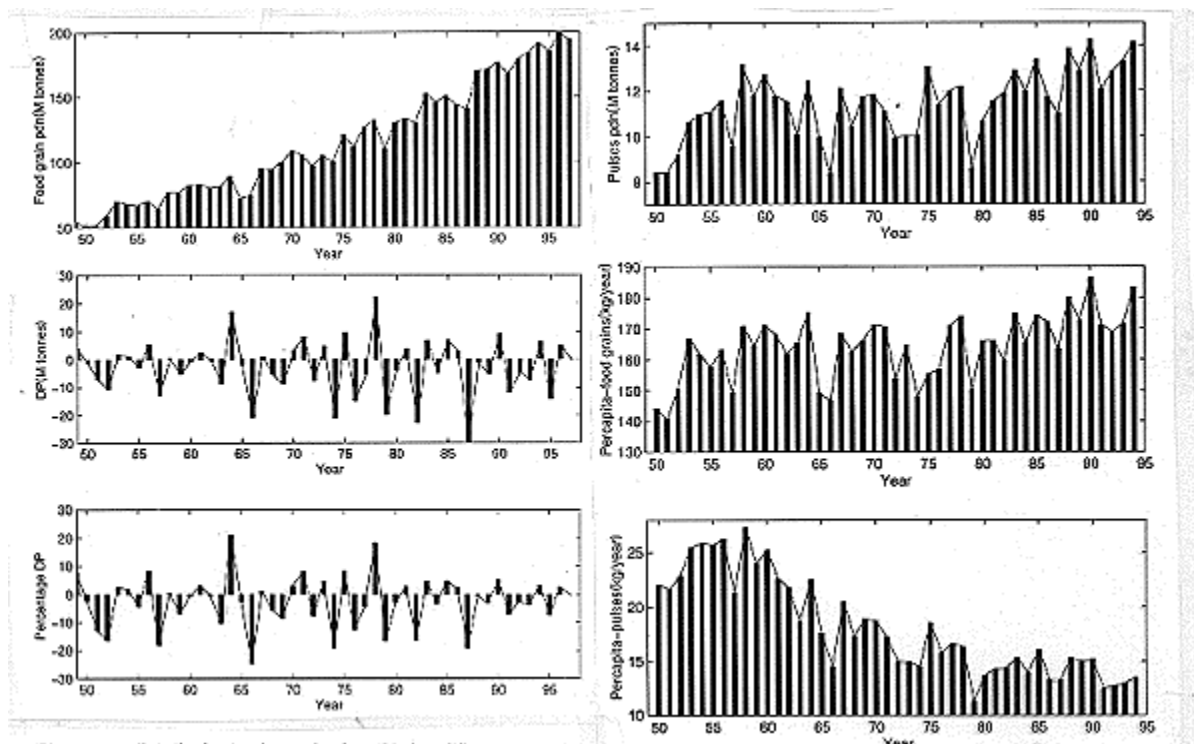 Food grain pdn(M tonnes)
200
150
100
50
50 55 60 65 70 75 80 85 90 95
Year
DP(M tonnes)
30
20
10
0
-10
-20
-30
50 55 60 65 70 75 80 85 90 95
Year
Percentage DP
30
20
10
0
-10
-20
-30
50 55 60 65 70 75 80 85 90 95
Year
Pulses pdn(M tonnes)
14
12
10
8
50 55 60 65 70 75 80 85 90 95
Year
Percapita-food grains(kg/year)
190
180
170
160
150
140
130
50 55 60 65 70 75 80 85 90 95
Year
Percapita-pulses(kg/year)
25
20
15
10
50 55 60 65 70 75 80 85 90 95
Year